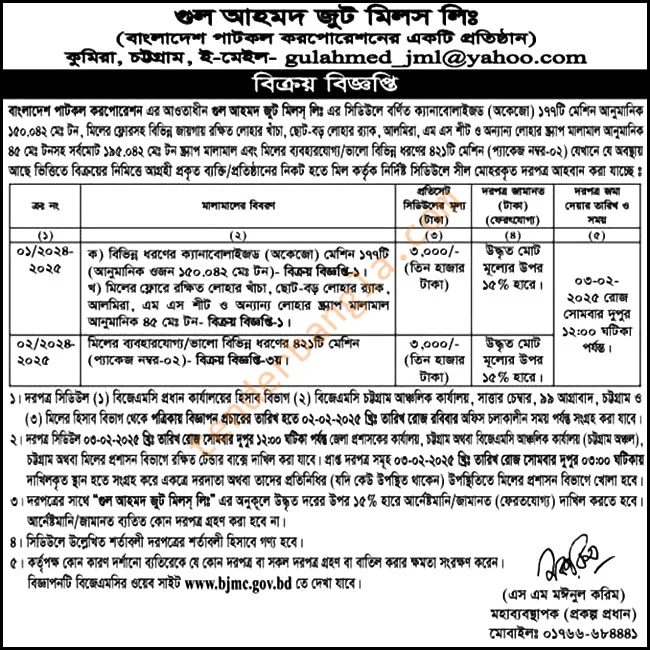 গুল আহমদ জুট মিলস লিঃ
(বাংলাদেশ পাটকল করপোরেশনের একটি প্রতিষ্ঠান)
কুমিরা, চট্টগ্রাম, ই-মেইল- gulahmed_jml@yahoo.com
বিক্রয় বিজ্ঞপ্তি
বাংলাদেশ পাটকল করপোরেশন এর আওতাধীন গুল আহমদ জুট মিলস্ লিঃ এর সিডিউলে বর্ণিত ক্যানাবোলাইজড (অকেজো) ১৭৭টি মেশিন আনুমানিক
১৫০.০৪২ মেঃ টন, মিলের ফ্লোরসহ বিভিন্ন জায়গায় রক্ষিত লোহার খাঁচা, ছোট-বড় লোহার র‌্যাক, আলমিরা, এম এস শীট ও অন্যান্য লোহার স্ক্র্যাপ মালামাল আনুমানিক
৪৫ মেঃ টনসহ সর্বমোট ১৯৫.০৪২ টন স্ক্র্যাপ মালামাল এবং মিলের ব্যবহারযোগ্য/ভালো বিভিন্ন ধরণের ৪২১টি মেশিন (প্যাকেজ নম্বর-০২) যেখানে যে অবস্থায়
আছে ভিত্তিতে বিক্রয়ের নিমিত্তে আগ্রহী প্রকৃত ব্যক্তি/প্রতিষ্ঠানের নিকট হতে মিল কর্তৃক নির্দিষ্ট সিডিউলে সীল মোহরকৃত দরপত্র আহবান করা যাচ্ছে ঃ
ক্রঃ নং
মালামালের বিবরণ
প্রতিসেট সিডিউলের মূল্য (টাকা)
দরপত্র জামানত (টাকা) (ফেরৎযোগ্য)
দরপত্র জমা দেয়ার তারিখ ও সময়
(১) (২) (৩) (৪) (৫)
০১/২০২৪-২০২৫
ক) বিভিন্ন ধরণের ক্যানাবোলাইজড (অকেজো) মেশিন ১৭৭টি
(আনুমানিক ওজন ১৫০.০৪২ মেঃ টন)- বিক্রয় বিজ্ঞপ্তি-১।
খ) মিলের ফ্লোরে রক্ষিত লোহার খাঁচা, ছোট-বড় লোহার র‌্যাক,
আলমিরা, এম এস শীট ও অন্যান্য লোহার স্ক্র্যাপ মালামাল
আনুমানিক ৪৫ মেঃ টন- বিক্রয় বিজ্ঞপ্তি-১।
৩,০০০/-
(তিন হাজার
টাকা)
উদ্ধৃত মোট
মূল্যের উপর
১৫% হারে।
০৩-০২-
২০২৫ রোজ
সোমবার দুপুর
১২:০০ ঘটিকা
পর্যন্ত।
০২/২০২৪-২০২৫
মিলের ব্যবহারযোগ্য/ভালো বিভিন্ন ধরণের ৪২১টি মেশিন
(প্যাকেজ নম্বর-০২)- বিক্রয় বিজ্ঞপ্তি-৩য়।
৩,০০০/-
(তিন হাজার
টাকা)
উদ্ধৃত মোট
মূল্যের উপর
১৫% হারে।
১। দরপত্র সিডিউল (১) বিজেএমসি প্রধান কার্যালয়ের হিসাব বিভাগ (২) বিজেএমসি চট্টগ্রাম আঞ্চলিক কার্যালয়, সাত্তার চেম্বার, ৯৯ আগ্রাবাদ, চট্টগ্রাম ও
(৩) মিলের হিসাব বিভাগ থেকে পত্রিকায় বিজ্ঞাপন প্রচারের তারিখ হতে ০২-০২-২০২৫ খ্রিঃ তারিখ রোজ রবিবার অফিস চলাকালীন সময় পর্যন্ত সংগ্রহ করা যাবে।
২। দরপত্র সিডিউল ০৩-০২-২০২৫ খ্রিঃ তারিখ রোজ সোমবার দুপুর ১২:০০ ঘটিকা পর্যন্ত জেলা প্রশাসকের কার্যালয়, চট্টগ্রাম অথবা বিজেএমসি আঞ্চলিক কার্যালয় (চট্টগ্রাম অঞ্চল),
চট্টগ্রাম অথবা মিলের প্রশাসন বিভাগে রক্ষিত টেন্ডার বাক্সে দাখিল করা যাবে। প্রাপ্ত দরপত্র সমূহ ০৩-০২-২০২৫ খ্রিঃ তারিখ রোজ সোমবার দুপুর ০৩:০০ ঘটিকায়
দাখিলকৃত স্থান হতে সংগ্রহ করে একত্রে দরদাতা অথবা তাদের প্রতিনিধির (যদি কেউ উপস্থিত থাকেন) উপস্থিতিতে মিলের প্রশাসন বিভাগে খোলা হবে।
৩। দরপত্রের সাথে “গুল আহমদ জুট মিলস্ লিঃ” এর অনুকূলে উদ্ধৃত দরের উপর ১৫% হারে আর্নেষ্টমানি/জামানত (ফেরতযোগ্য) দাখিল করতে হবে।
আর্নেষ্টমানি/জামানত ব্যতিত কোন দরপত্র গ্রহণ করা হবে না।
৪। সিডিউলে উল্লেখিত শর্তাবলী দরপত্রের শর্তাবলী হিসাবে গণ্য হবে।
৫। কর্তৃপক্ষ কোন কারণ দর্শানো ব্যতিরেকে যে কোন দরপত্র বা সকল দরপত্র গ্রহণ বা বাতিল করার ক্ষমতা সংরক্ষণ করেন।
বিজ্ঞাপনটি বিজেএমসির ওয়েব সাইট www.bjmc.gov.bd তে দেখা যাবে।
(এস এম মঈনুল করিম)
মহাব্যবস্থাপক (প্রকল্প প্রধান)
মোবাইলঃ ০১৭৬৬-৬৮৪৪৪১
tenderbangla.com